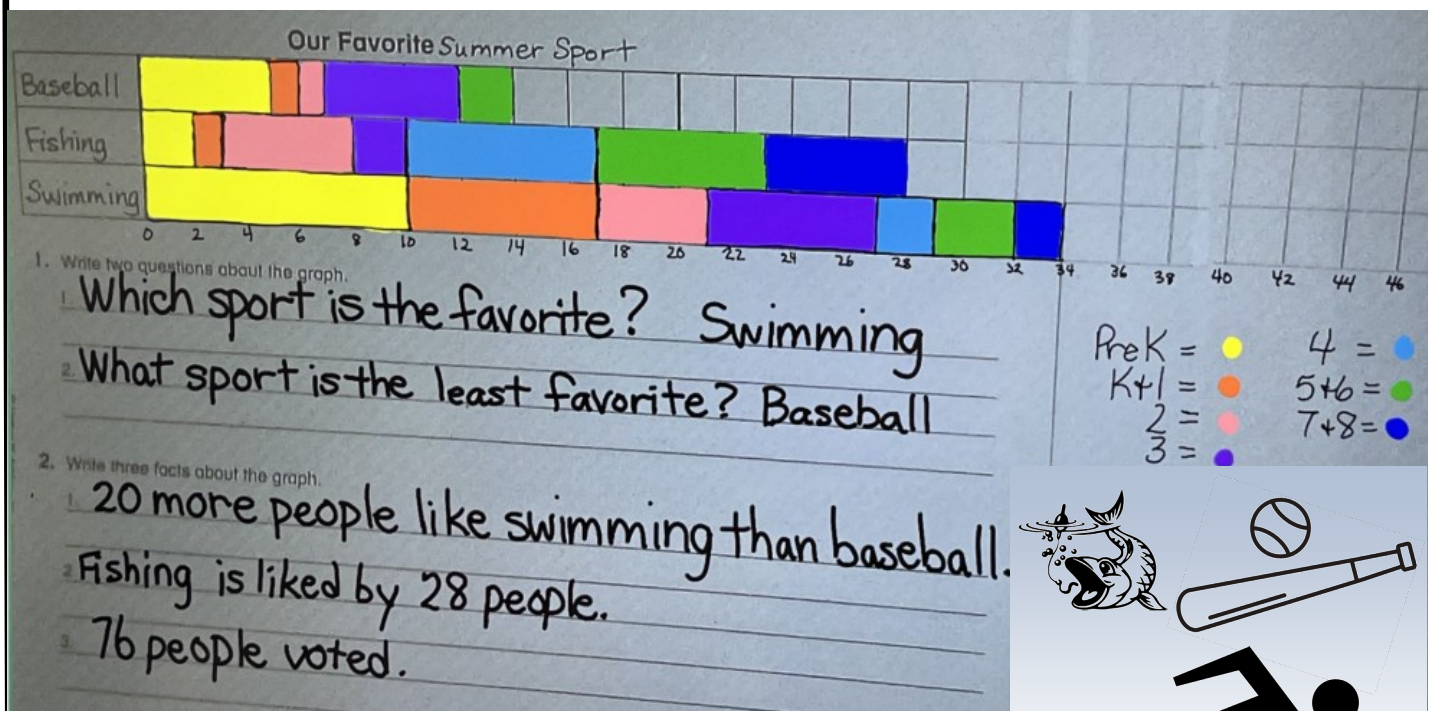 Our Favorite Summer Sport
Baseball
Fishing
Swimming
0 2 4 6 8 10 12 14 16 18 20 22 24 26 28 30 32 34 36 38 40 42 44 46
1. Write two questions about the graph.
1. Which sport is the favorite? Swimming
2. What sport is the least favorite? Baseball
PreK = 4 =
K+1 = 5+6 =
2 = 7+8=
3 =
2. Write three facts about the graph.
1. 20 more people like swimming than baseball.
2. Fishing is liked by 28 people.
3. 76 people voted.